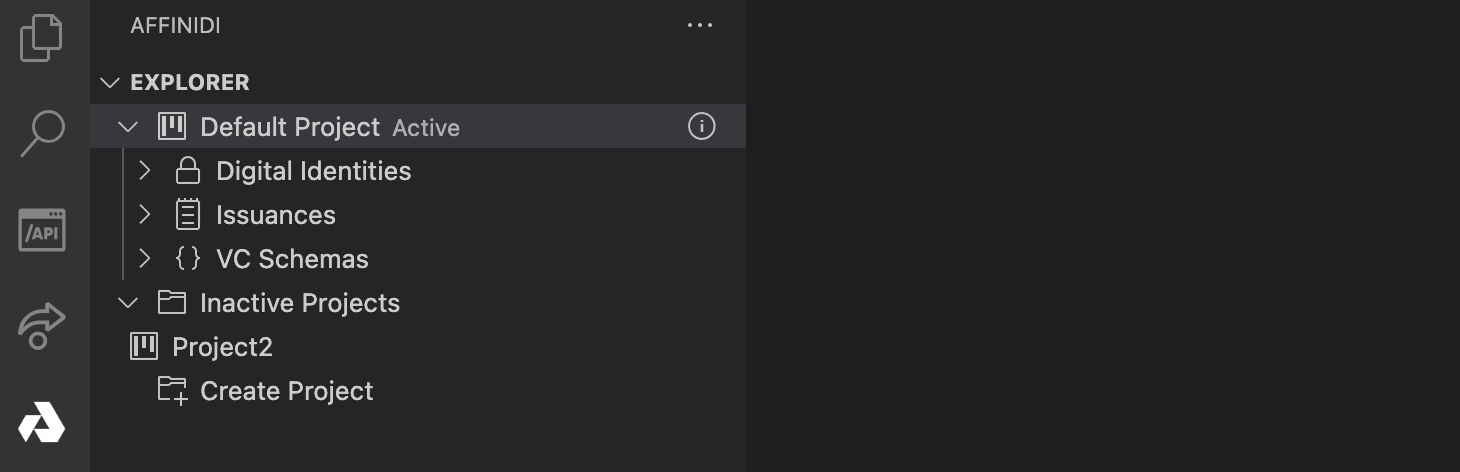 AFFINIDI
EXPLORER
Default Project Active
Digital Identities
Issuances
VC Schemas
Inactive Projects
Project2
Create Project
/API